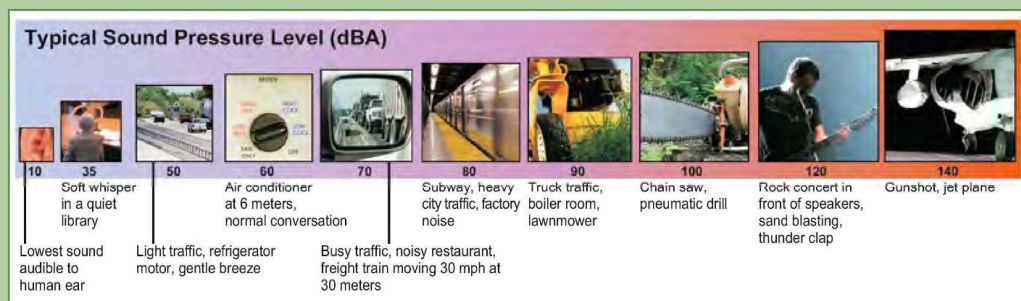 Typical Sound Pressure Level (dBA)
MODE
OFF
10
35
50
60
70
80
90
100
120
140
Soft whisper
in a quiet
library
Air conditioner
at 6 meters,
normal conversation
Subway, heavy
city traffic, factory
noise
Truck traffic,
boiler room,
lawnmower
Chain saw,
pneumatic drill
Rock concert in
front of speakers,
sand blasting,
thunder clap
Gunshot, jet plane
Lowest sound
audible to
human ear
Light traffic, refrigerator
motor, gentle breeze
Busy traffic, noisy restaurant,
freight train moving 30 mph at
30 meters